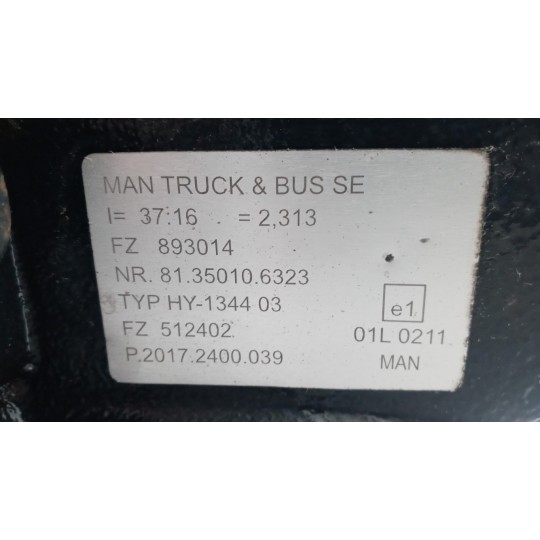 MAN TRUCK & BUS SE
I= 37:16 = 2,313
FZ 893014
NR. 81.35010.6323
TYP HY-1344 03
e1
FZ 512402
01L 0211
P.2017.2400.039
MAN